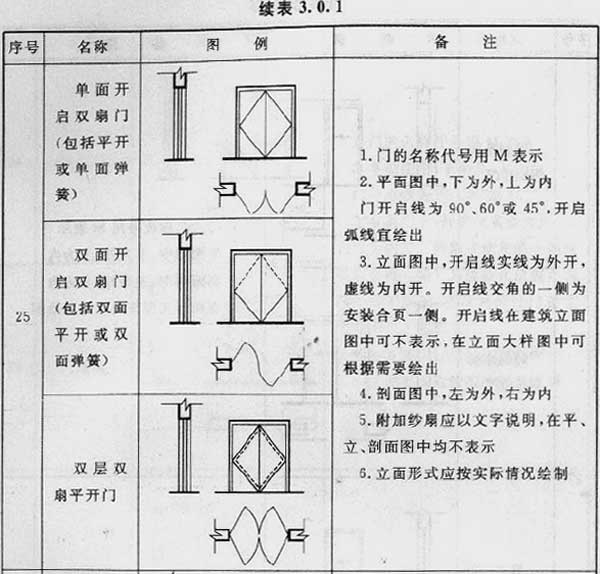 续表 3.0.1
序号 名称 图 例 备 注
25
单面开
启双扇门
(包括平开
或单面弹
簧)
双面开
启双扇门
(包括双面
平开或双
面弹簧)
双层双
扇平开门
1.门的名称代号用 M 表示
2.平面图中,下为外,上为内
门开启线为 90°、60°或 45°,开启
弧线宜绘出
3.立面图中,开启线实线为外开,
虚线为内开。开启线交角的一侧为
安装合页一侧。开启线在建筑立面
图中可不表示,在立面大样图中可
根据需要绘出
4.剖面图中,左为外,右为内
5.附加纱扇应以文字说明,在平、
立、剖面图中均不表示
6.立面形式应按实际情况绘制